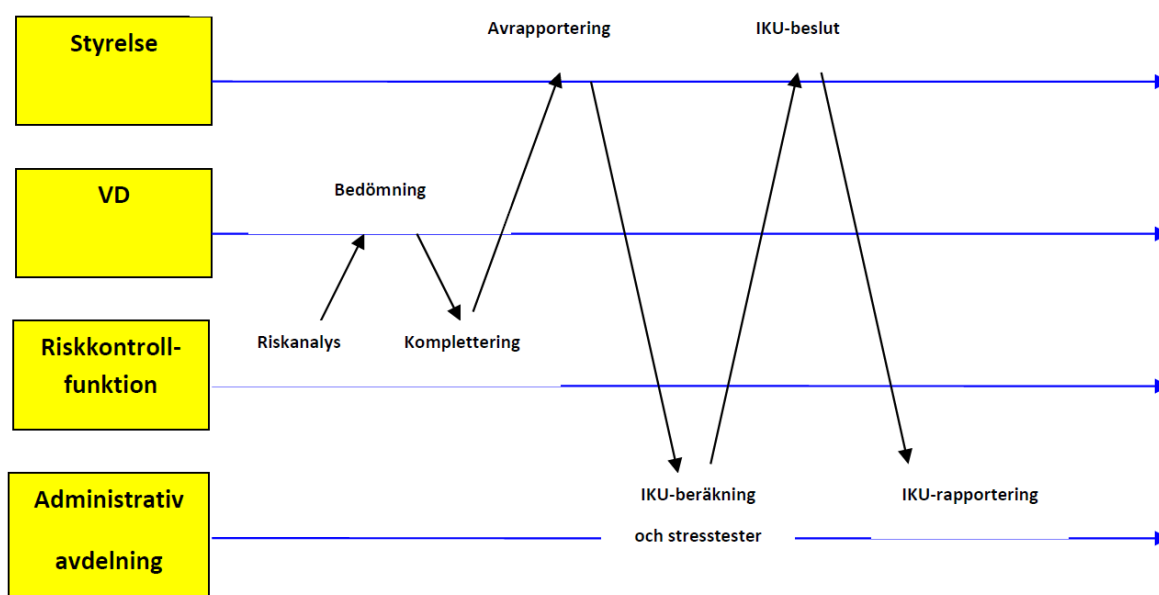 Styrelse
Avrapportering
IKU-beslut
VD
Bedömning
Riskkontroll-
funktion
Riskanalys
Komplettering
Administrativ
avdelning
IKU-beräkning
och stresstester
IKU-rapportering